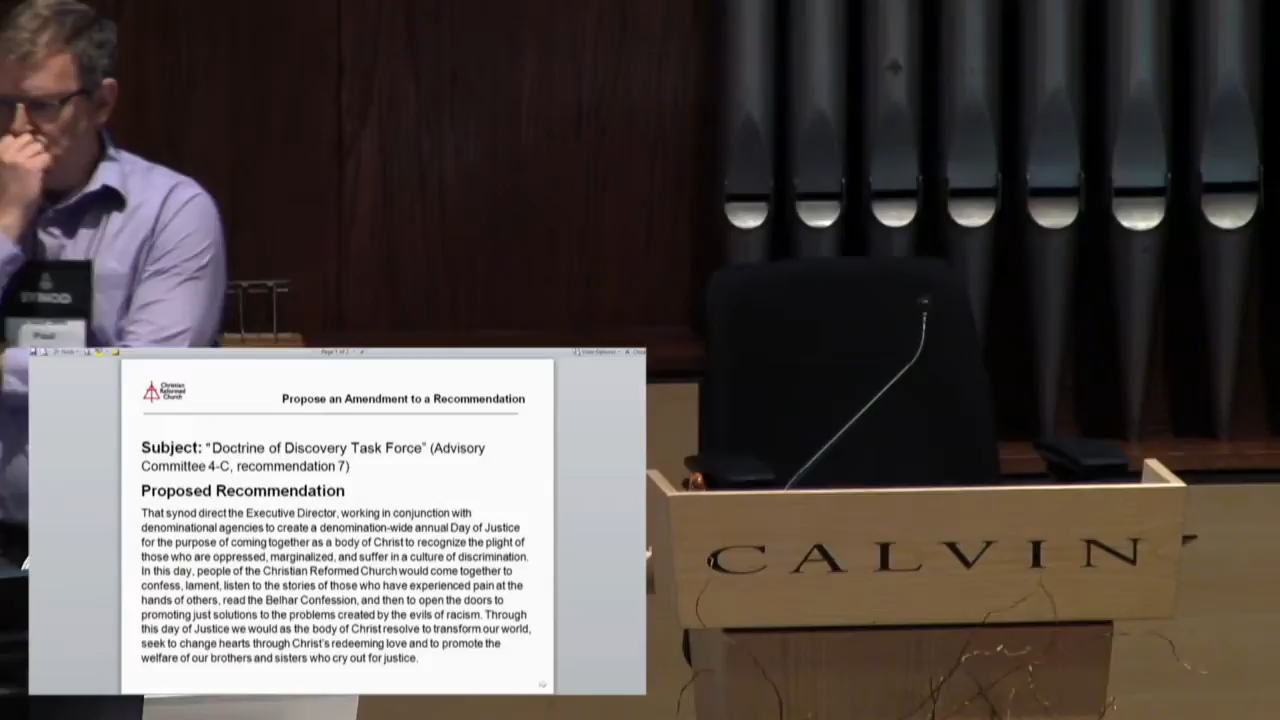 SYNOD
Paul
Page 1 of 2
View Options
Christian
Reformed
Church
Propose an Amendment to a Recommendation
Subject: "Doctrine of Discovery Task Force" (Advisory
Committee 4-C, recommendation 7)
Proposed Recommendation
That synod direct the Executive Director, working in conjunction with
denominational agencies to create a denomination-wide annual Day of Justice
for the purpose of coming together as a body of Christ to recognize the plight of
those who are oppressed, marginalized, and suffer in a culture of discrimination.
In this day, people of the Christian Reformed Church would come together to
confess, lament, listen to the stories of those who have experienced pain at the
hands of others, read the Belhar Confession, and then to open the doors to
promoting just solutions to the problems created by the evils of racism. Through
this day of Justice we would as the body of Christ resolve to transform our world,
seek to change hearts through Christ's redeeming love and to promote the
welfare of our brothers and sisters who cry out for justice.
CALVIN